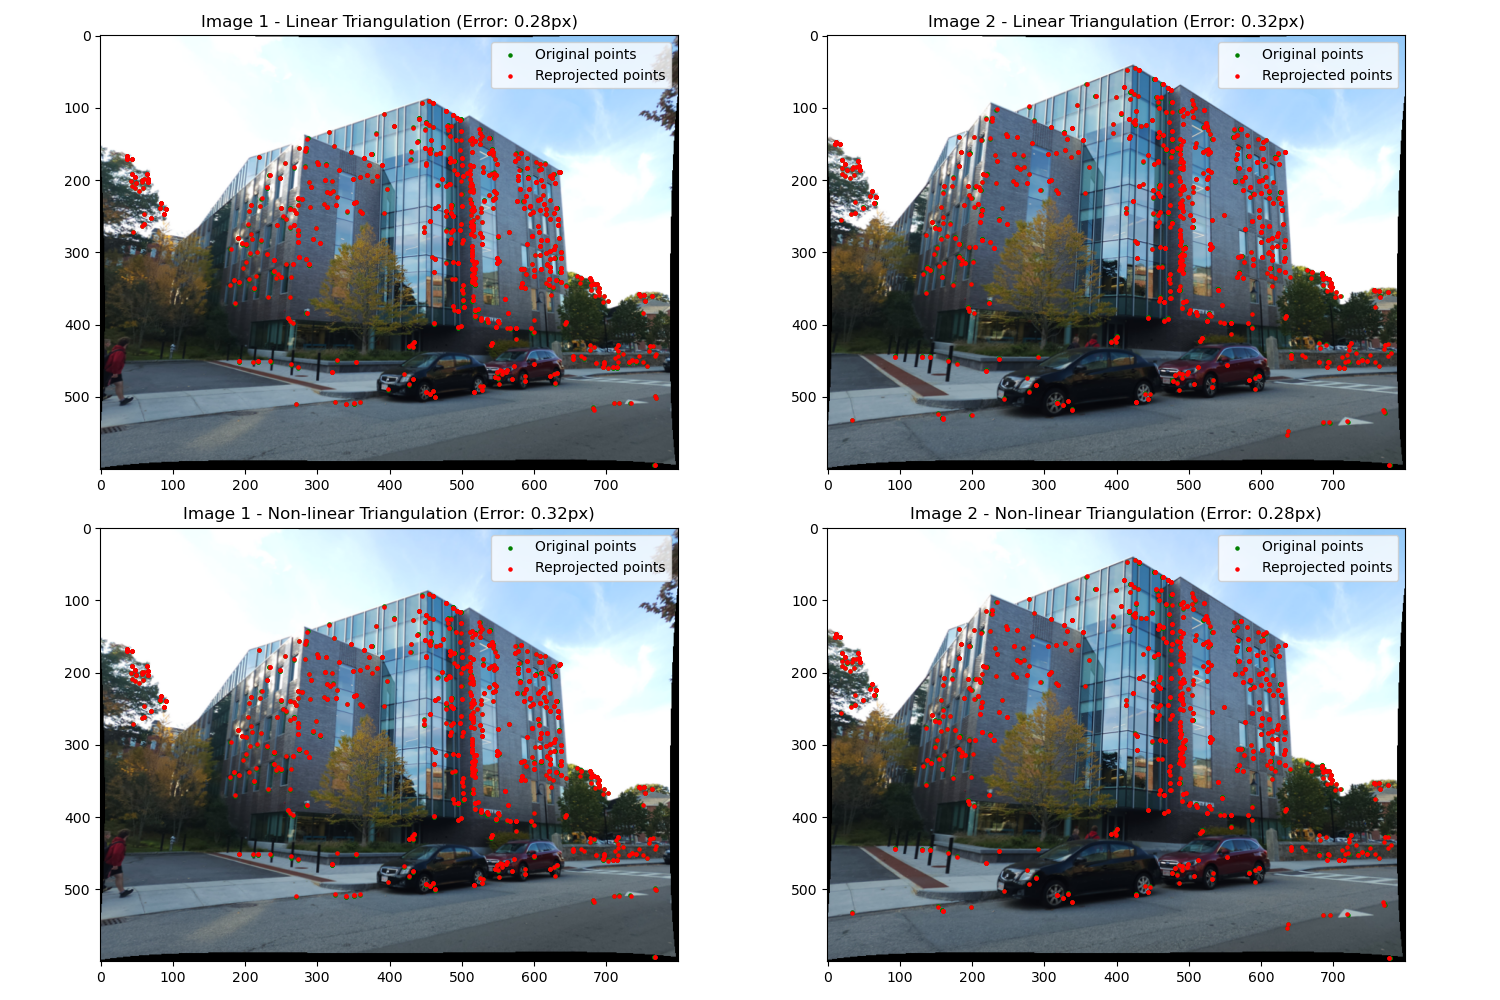 Image 1 - Linear Triangulation (Error: 0.28px)
Image 2 - Linear Triangulation (Error: 0.32px)
Original points
Reprojected points
Original points
Reprojected points
0
100
200
300
400
500
0 100 200 300 400 500 600 700
0
100
200
300
400
500
0 100 200 300 400 500 600 700
Image 1 - Non-linear Triangulation (Error: 0.32px)
Image 2 - Non-linear Triangulation (Error: 0.28px)
Original points
Reprojected points
Original points
Reprojected points
0
100
200
300
400
500
0 100 200 300 400 500 600 700
0
100
200
300
400
500
0 100 200 300 400 500 600 700